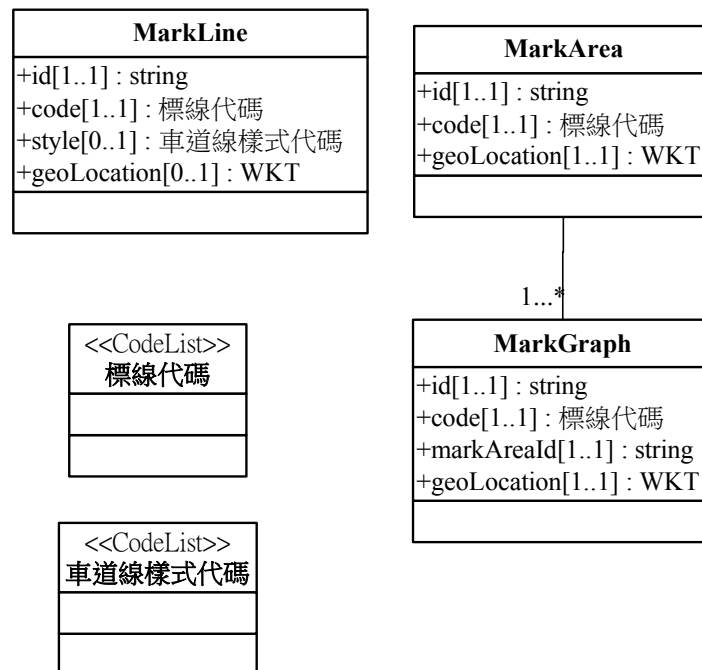 MarkLine
+id[1..1] : string
+code[1..1] : 標線代碼
+style[0..1] : 車道線樣式代碼
+geoLocation[0..1] : WKT
MarkArea
+id[1..1] : string
+code[1..1] : 標線代碼
+geoLocation[1..1] : WKT
1...*
MarkGraph
+id[1..1] : string
+code[1..1] : 標線代碼
+markAreaId[1..1] : string
+geoLocation[1..1] : WKT
<<CodeList>>
標線代碼
<<CodeList>>
車道線樣式代碼